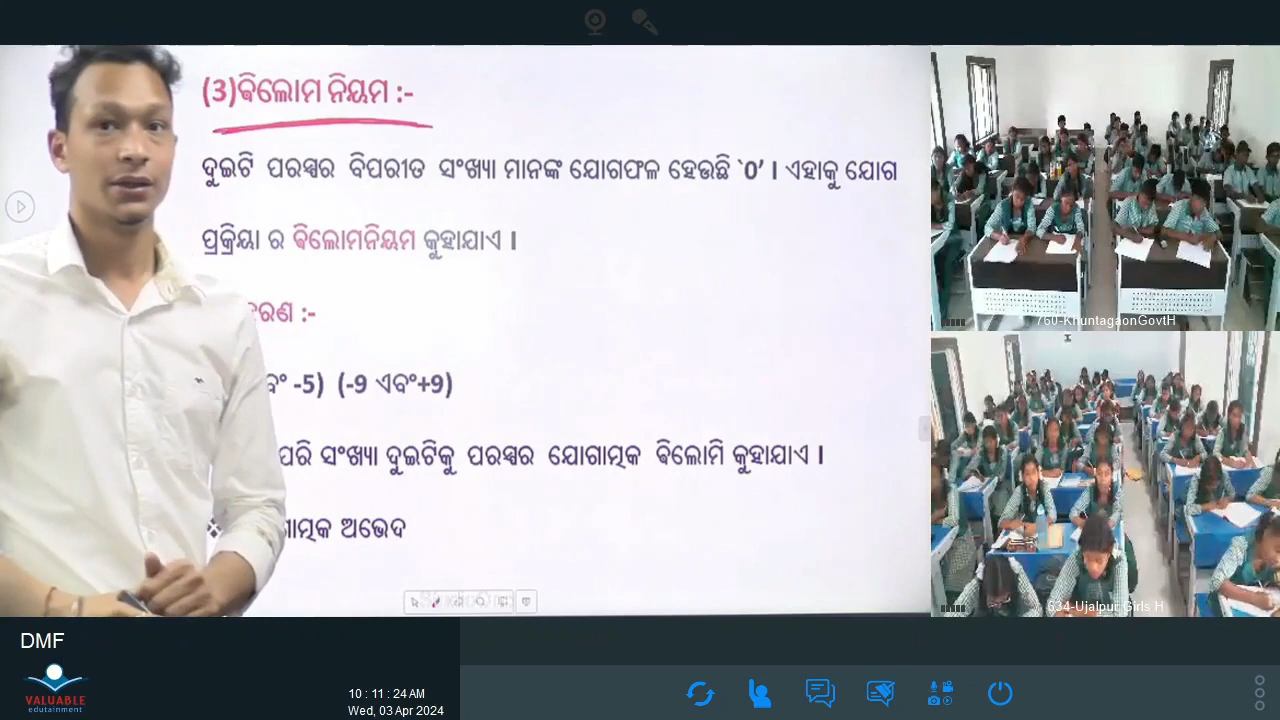 (3)ଵିଲୋମ ନିୟମ :-
ଦୁଇଟି ପରସ୍ପର ବିପରୀତ ସଂଖ୍ୟା ମାନଙ୍କ ଯୋଗଫଳ ହେଉଛି `0’ । ଏହାକୁ ଯୋଗ
ପ୍ରକ୍ରିୟା ର ଵିଲୋମନିୟମ କୁହାଯାଏ ।
ରଣ :-
-5) (-9 ଏବଂ+9)
ପରି ସଂଖ୍ୟା ଦୁଇଟିକୁ ପରସ୍ପର ଯୋଗାତ୍ମକ ଵିଲୋମି କୁହାଯାଏ ।
ଅଭେଦ
760-KhuntagaonGovtH
634-Ujalpur Girls H
DMF
VALUABLE
edutainment
10 : 11 : 24 AM
Wed, 03 Apr 2024